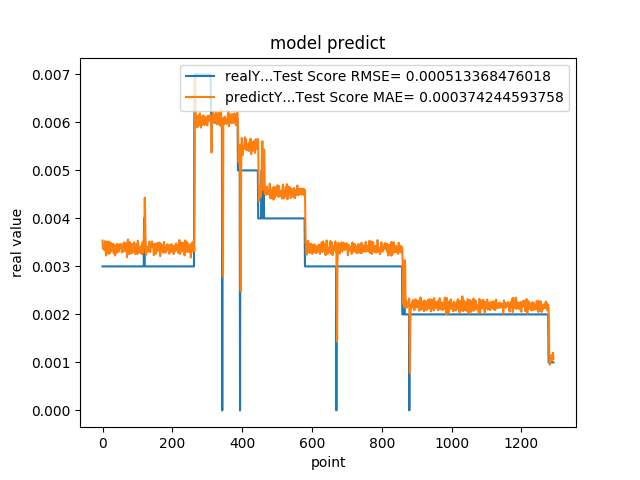 model predict
realY...Test Score RMSE= 0.000513368476018
predictY...Test Score MAE= 0.000374244593758
0.007
0.006
0.005
0.004
0.003
0.002
0.001
0.000
real value
0 200 400 600 800 1000 1200
point